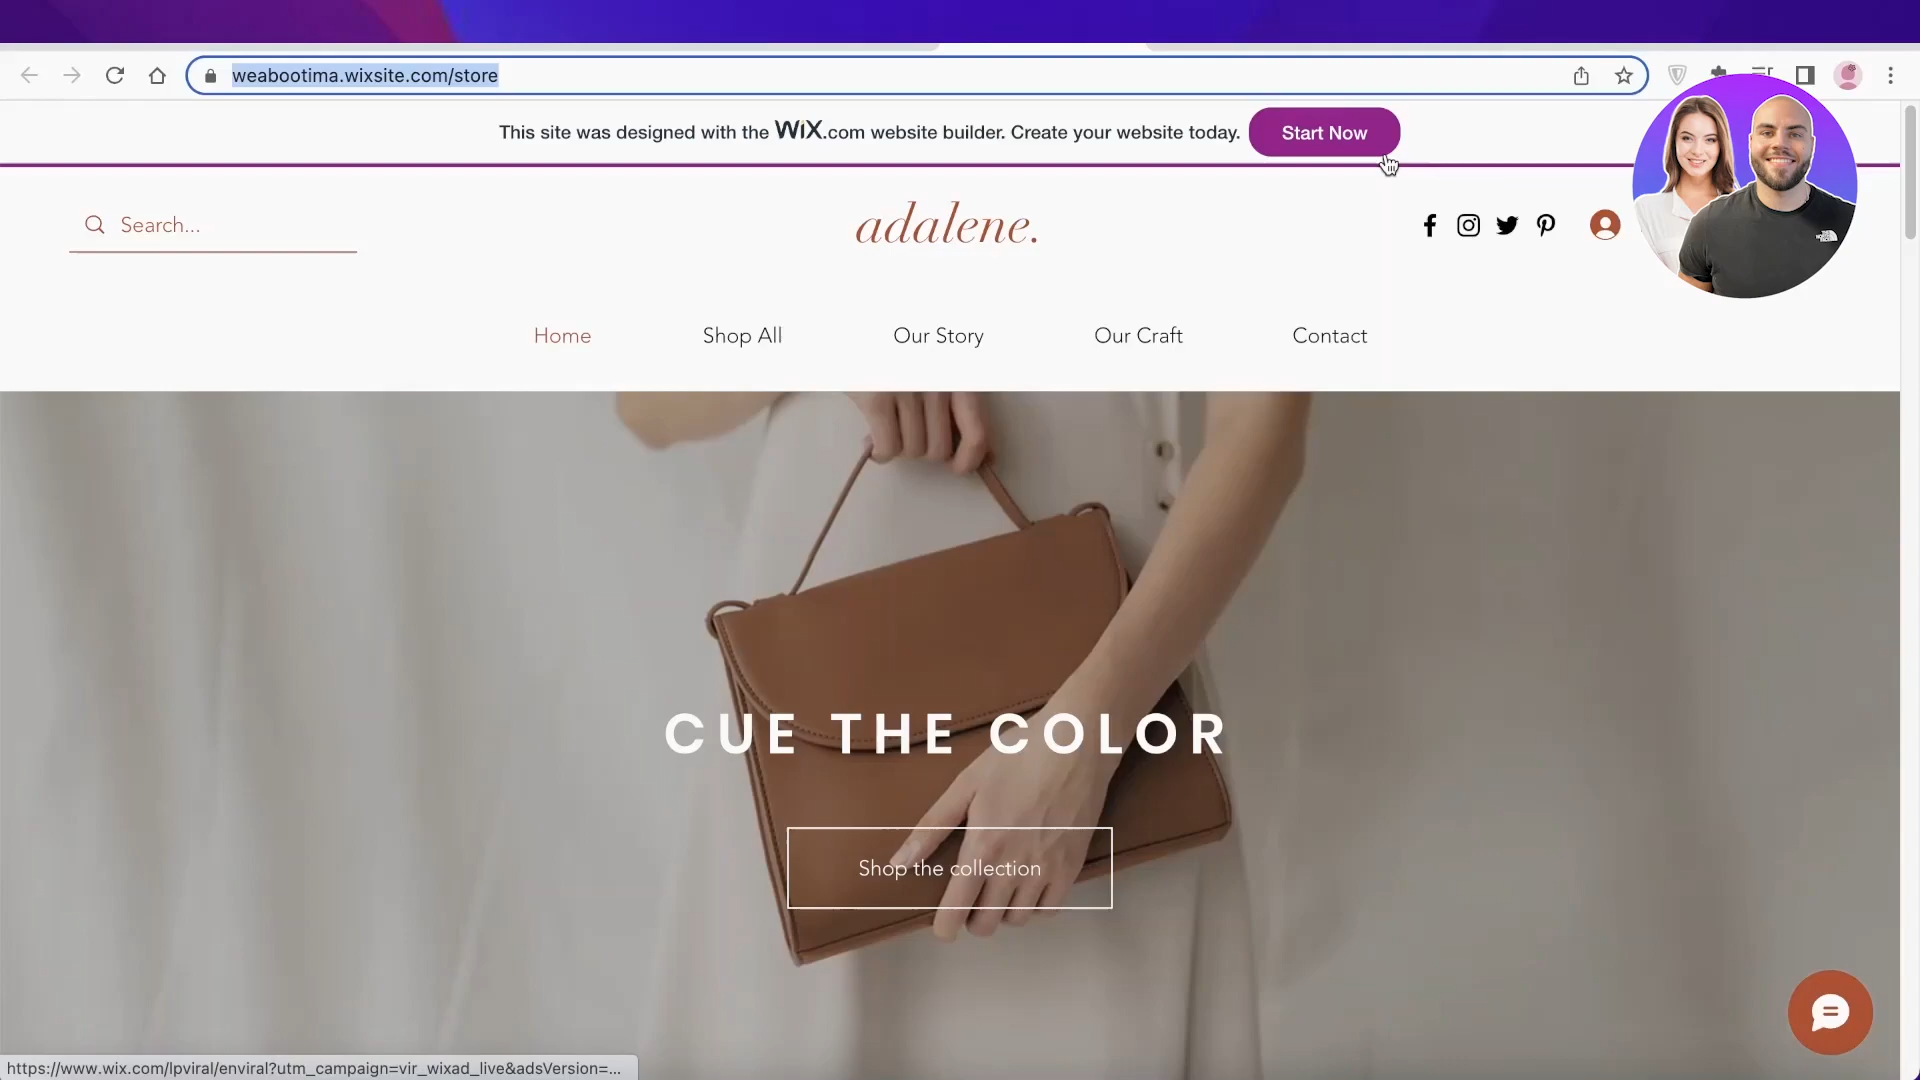 weabootima.wixsite.com/store
This site was designed with the WiX.com website builder. Create your website today.
Start Now
Search...
adalene.
Home
Shop All
Our Story
Our Craft
Contact
CUE THE COLOR
Shop the collection
https://www.wix.com/lpviral/enviral?utm_campaign=vir_wixad_live&adsVersion=...